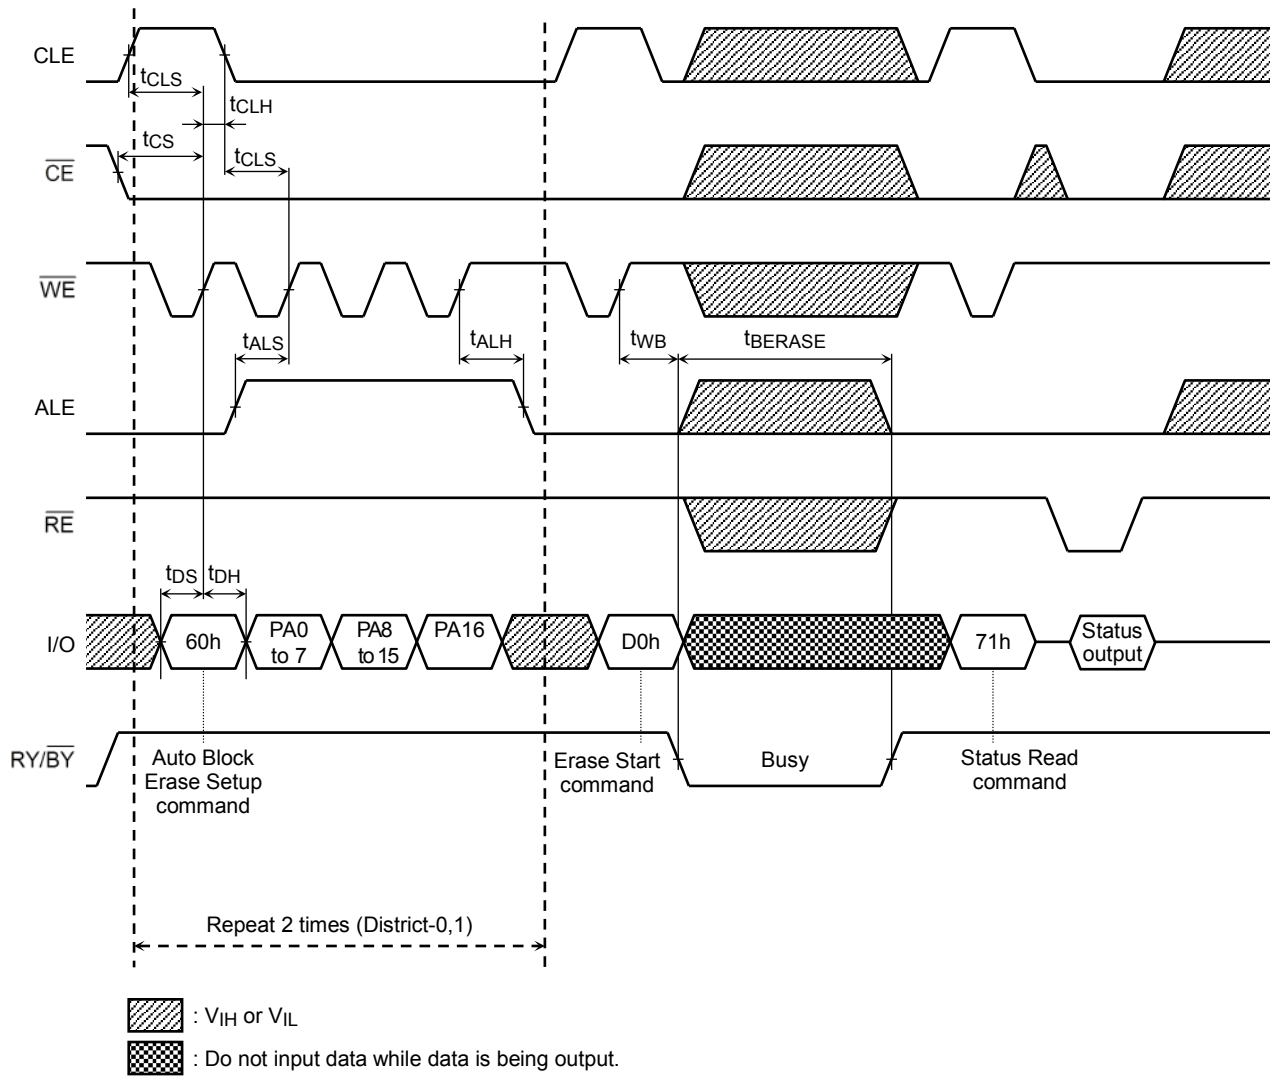 CLE
tCLS
tCLH
tCS
tCLS
CE
WE
tALS
tALH
tWB
tBERASE
ALE
RE
tDS
tDH
I/O
60h
PA0
to 7
PA8
to 15
PA16
D0h
71h
Status
output
RY/BY
Auto Block
Erase Setup
command
Erase Start
command
Busy
Status Read
command
Repeat 2 times (District-0,1)
: VIH or VIL
: Do not input data while data is being output.